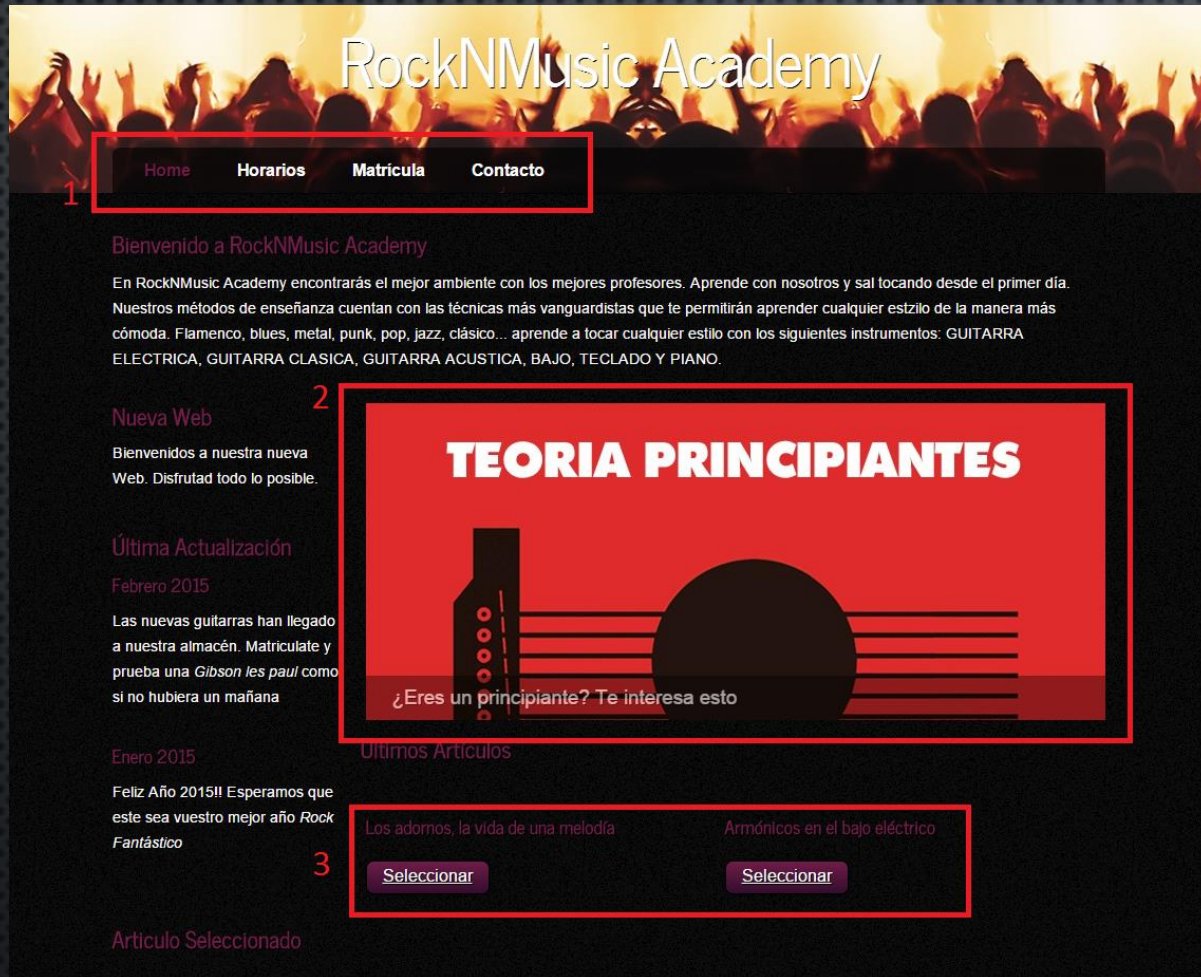 RockNMusic Academy
1
Home Horarios Matricula Contacto
Bienvenido a RockNMusic Academy
En RockNMusic Academy encontrarás el mejor ambiente con los mejores profesores. Aprende con nosotros y sal tocando desde el primer día.
Nuestros métodos de enseñanza cuentan con las técnicas más vanguardistas que te permitirán aprender cualquier estzilo de la manera más
cómoda. Flamenco, blues, metal, punk, pop, jazz, clásico... aprende a tocar cualquier estilo con los siguientes instrumentos: GUITARRA
ELECTRICA, GUITARRA CLASICA, GUITARRA ACUSTICA, BAJO, TECLADO Y PIANO.
Nueva Web
Bienvenidos a nuestra nueva
Web. Disfrutad todo lo posible.
Última Actualización
Febrero 2015
Las nuevas guitarras han llegado
a nuestra almacén. Matriculate y
prueba una Gibson les paul como
si no hubiera un mañana
Enero 2015
Feliz Año 2015!! Esperamos que
este sea vuestro mejor año Rock
Fantástico
2
TEORIA PRINCIPIANTES
¿Eres un principiante? Te interesa esto
Últimos Artículos
3
Los adornos, la vida de una melodía
Seleccionar
Armónicos en el bajo eléctrico
Seleccionar
Articulo Seleccionado